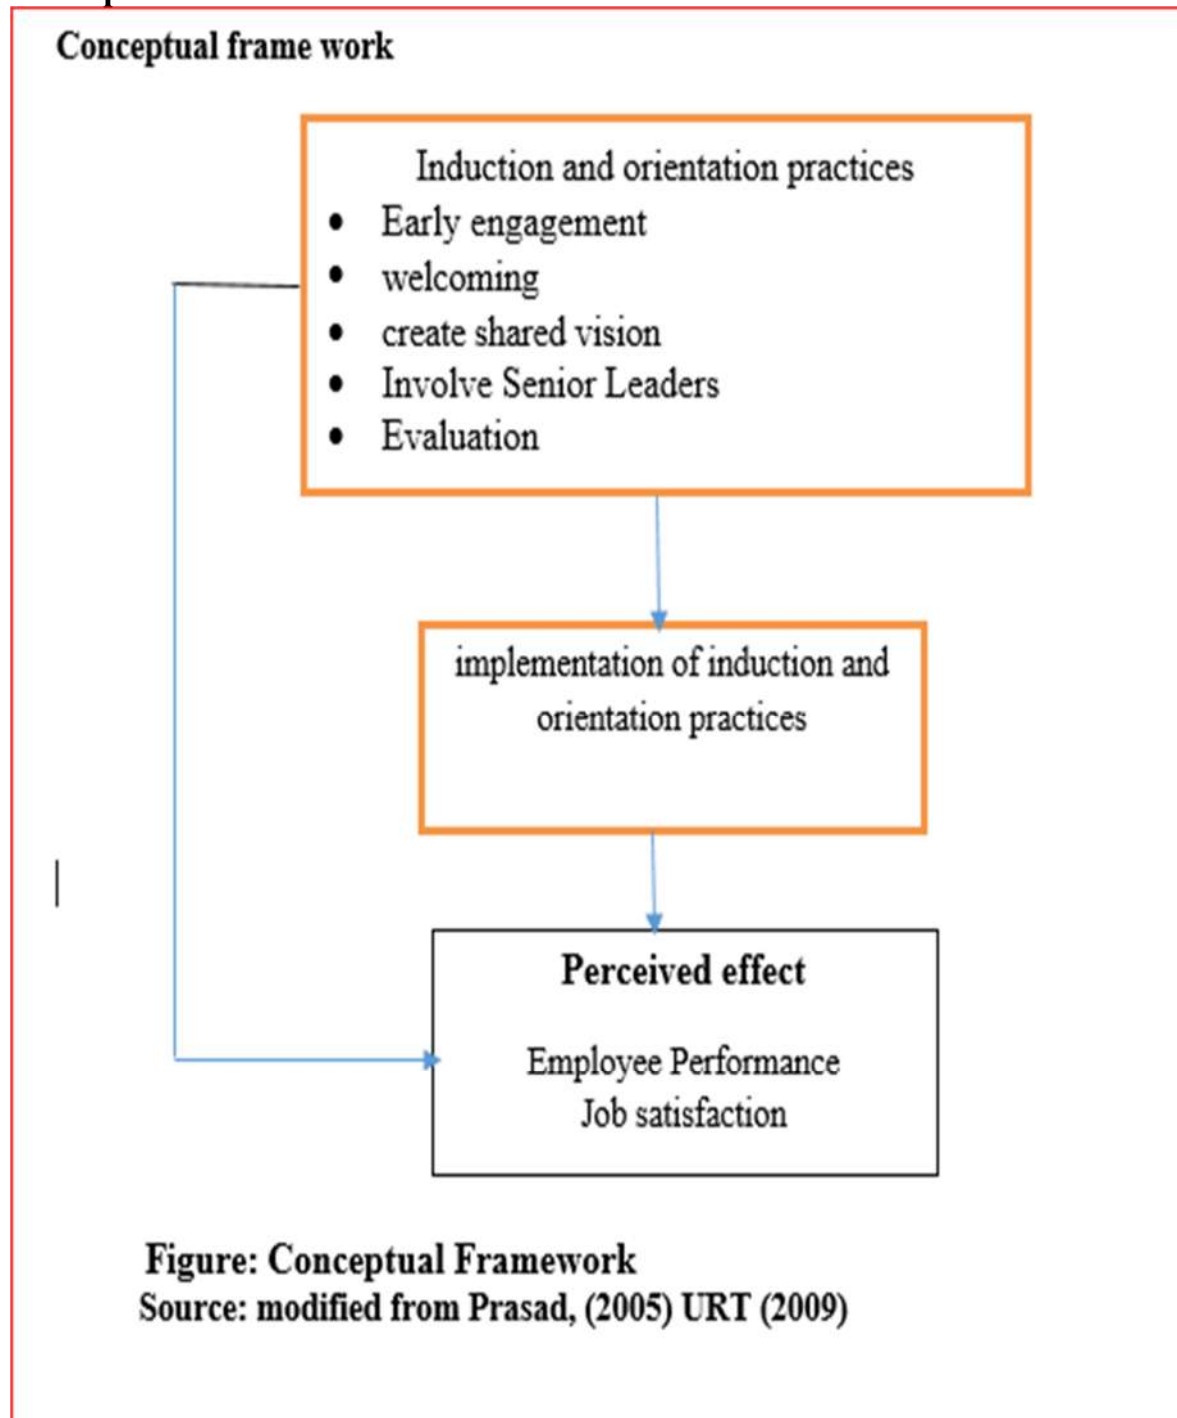 Conceptual frame work
Induction and orientation practices
• Early engagement
• welcoming
• create shared vision
• Involve Senior Leaders
• Evaluation
implementation of induction and
orientation practices
Perceived effect
Employee Performance
Job satisfaction
Figure: Conceptual Framework
Source: modified from Prasad, (2005) URT (2009)